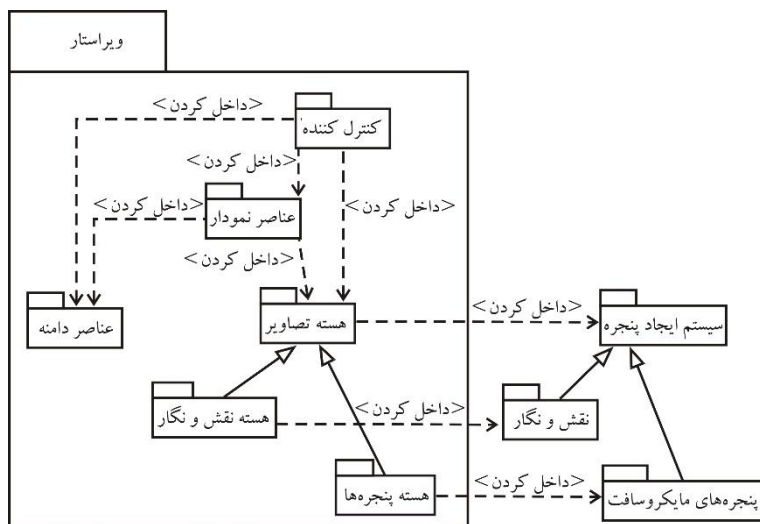 ویراستار
<داخل کردن>
کنترل کننده
<داخل کردن>
<داخل کردن>
<داخل کردن>
عناصر نمودار
<داخل کردن>
<داخل کردن>
عناصر دامنه
هسته تصاویر
سیستم ایجاد پنجره
<داخل کردن>
هسته نقش و نگار
نقش و نگار
<داخل کردن>
هسته پنجره‌ها
پنجره‌های مایکروسافت